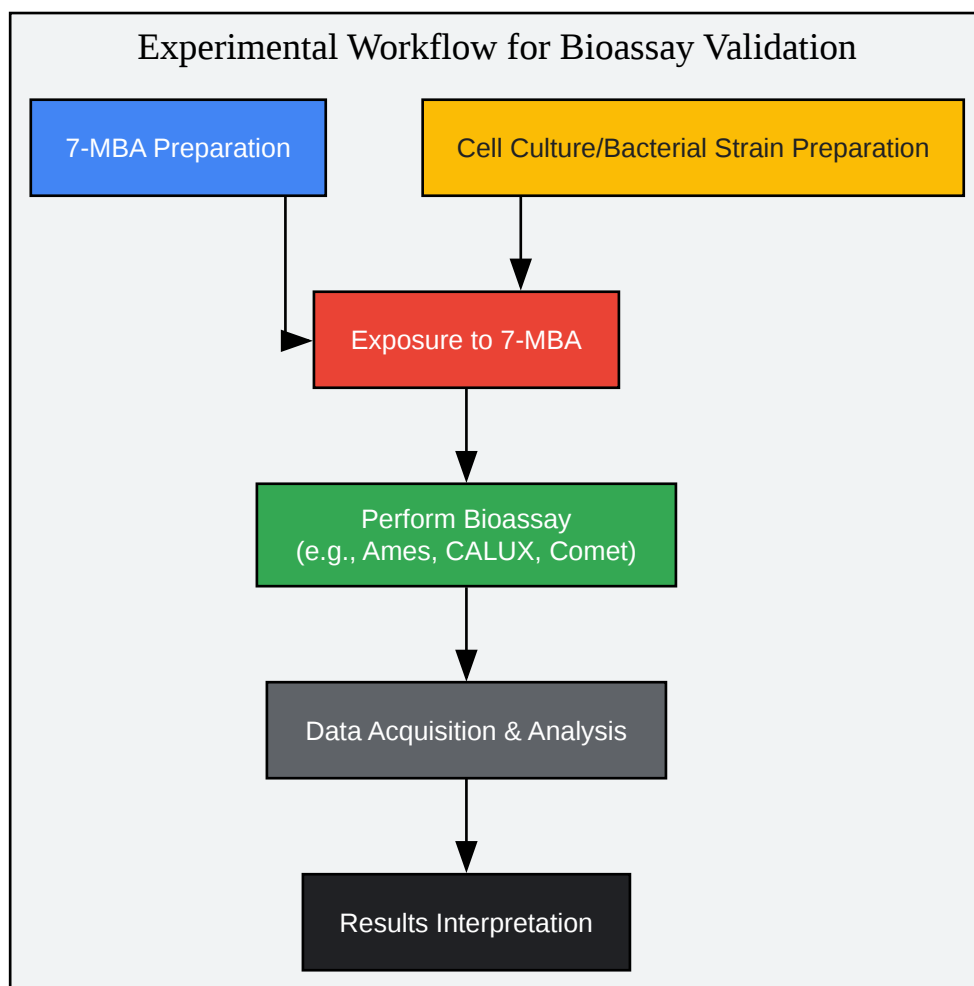 Experimental Workflow for Bioassay Validation
7-MBA Preparation
Cell Culture/Bacterial Strain Preparation
Exposure to 7-MBA
Perform Bioassay
(e.g., Ames, CALUX, Comet)
Data Acquisition & Analysis
Results Interpretation